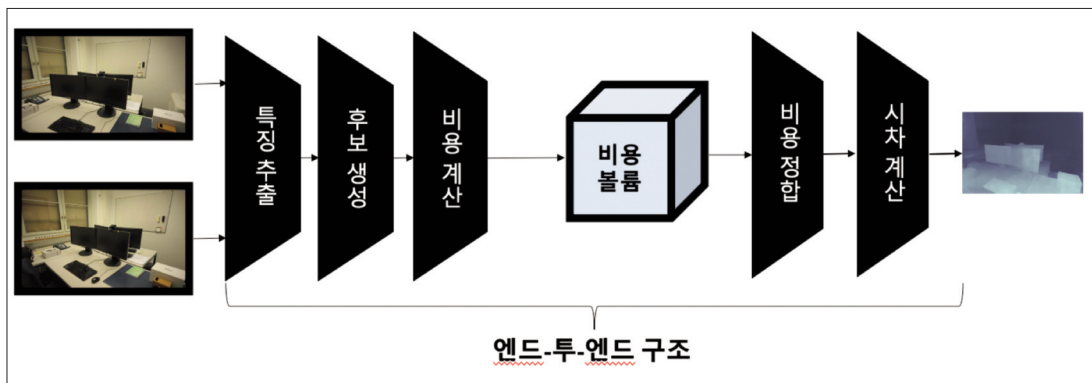 특징 추출
후보 생성
비용 계산
비용
볼륨
비용 정합
시차 계산
엔드-투-엔드 구조